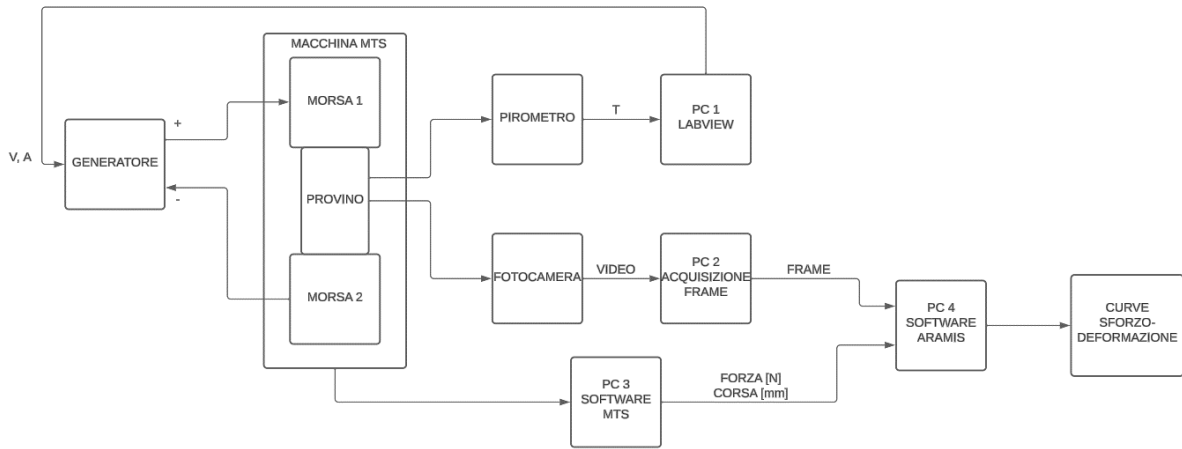 MACCHINA MTS
MORSA 1
PROVINO
MORSA 2
V, A
GENERATORE
+
-
PIROMETRO
T
PC 1
LABVIEW
FOTOCAMERA
VIDEO
PC 2
ACQUISIZIONE
FRAME
FRAME
PC 3
SOFTWARE
MTS
FORZA [N]
CORSA [mm]
PC 4
SOFTWARE
ARAMIS
CURVE
SFORZO-
DEFORMAZIONE